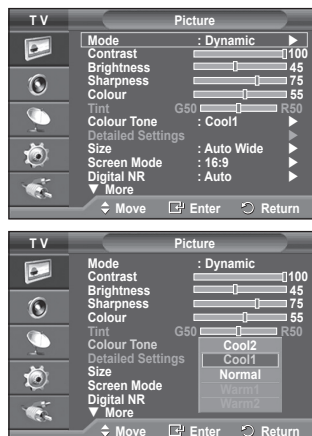 T V Picture
Mode : Dynamic
Contrast 100
Brightness 45
Sharpness 75
Colour 55
Tint G50 R50
Colour Tone : Cool1
Detailed Settings
Size : Auto Wide
Screen Mode : 16:9
Digital NR : Auto
▼ More
Move Enter Return
T V Picture
Mode : Dynamic
Contrast 100
Brightness 45
Sharpness 75
Colour 55
Tint G50 R50
Colour Tone Cool2
Detailed Settings Cool1
Size Normal
Screen Mode Warm1
Digital NR Warm2
▼ More
Move Enter Return